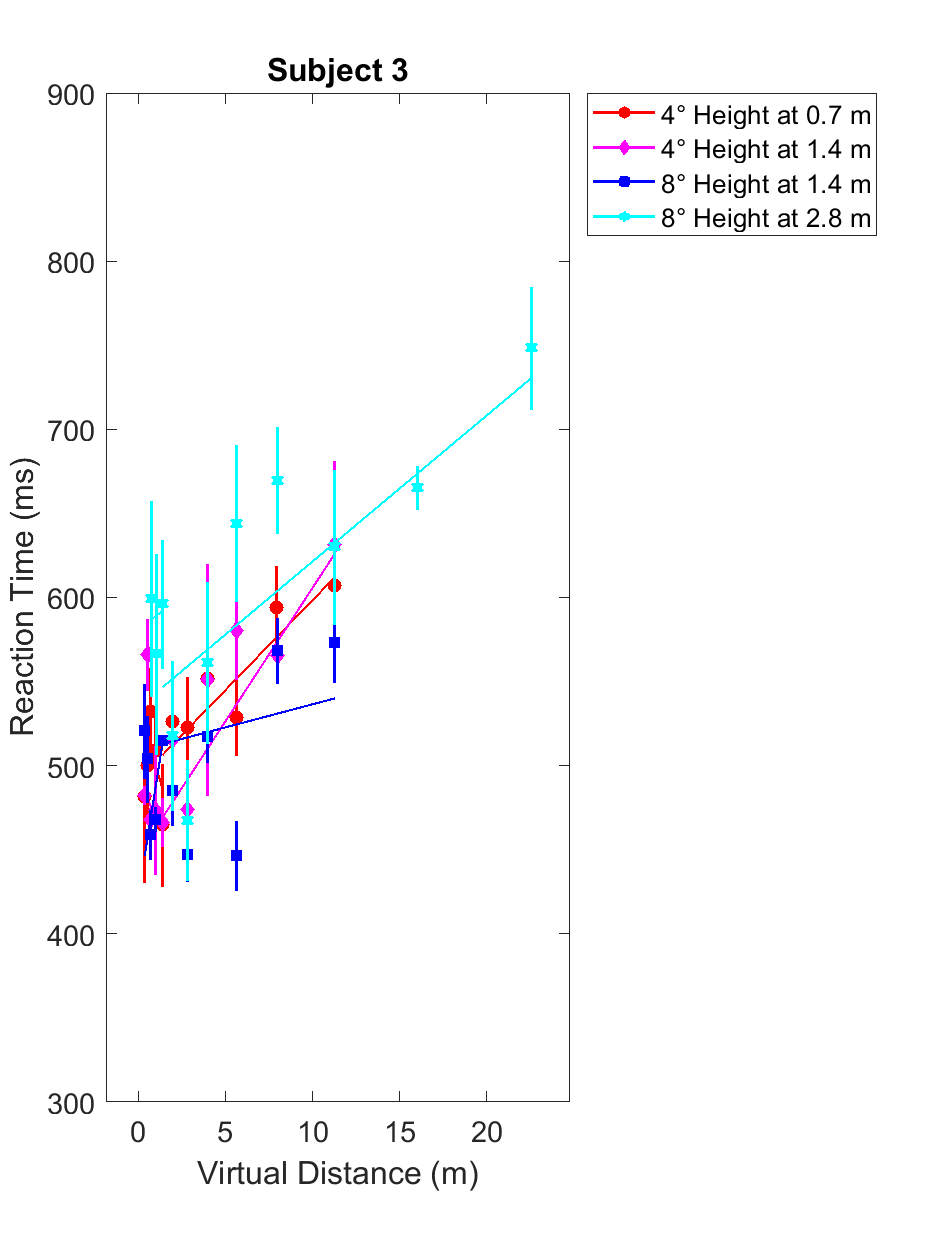 Subject 3
900
800
700
600
500
400
300
0 5 10 15 20
Reaction Time (ms)
Virtual Distance (m)
4° Height at 0.7 m
4° Height at 1.4 m
8° Height at 1.4 m
8° Height at 2.8 m